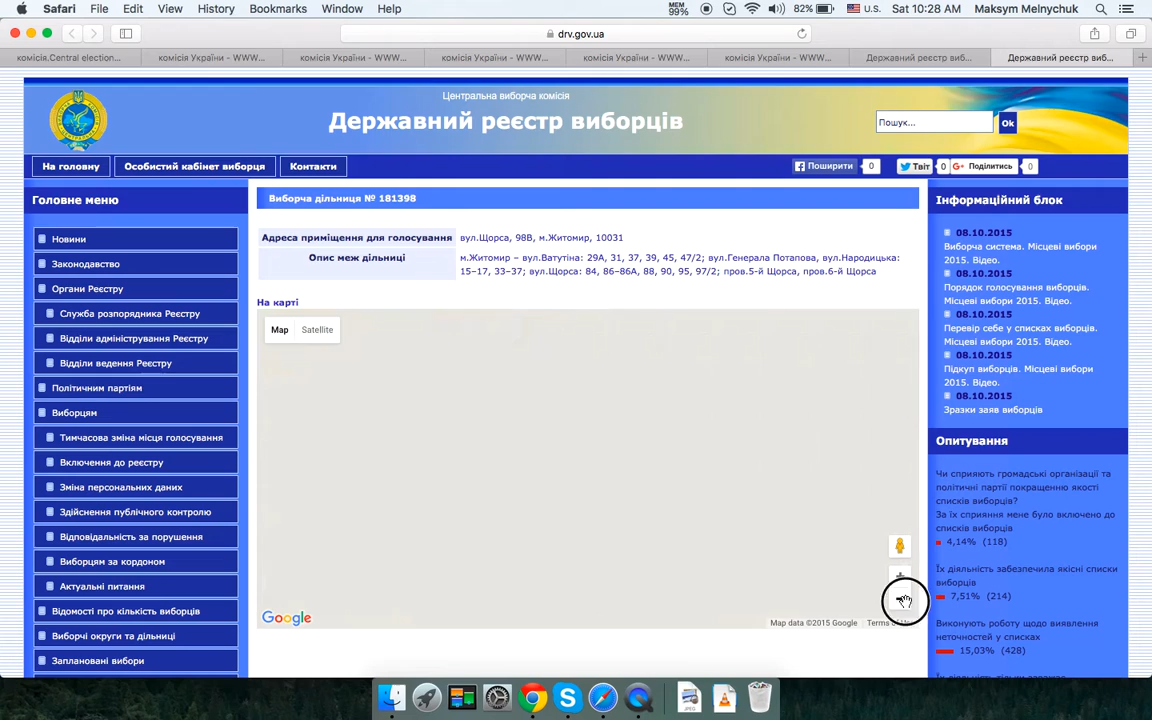 Safari File Edit View History Bookmarks Window Help MEM 99% 82% U.S. Sat 10:28 AM Maksym Melnychuk
drv.gov.ua
комісія.Central election... комісія України - WWW... комісія України - WWW... комісія України - WWW... комісія України - WWW... комісія України - WWW... Державний реєстр виб... Державний реєстр виб...
Центральна виборча комісія
Державний реєстр виборців
Пошук... Ok
На головну Особистий кабінет виборця Контакти Поширити 0 Твіт 0 G+ Поділитись 0
Головне меню
Новини
Законодавство
Органи Реєстру
Служба розпорядника Реєстру
Відділи адміністрування Реєстру
Відділи ведення Реєстру
Політичним партіям
Виборцям
Тимчасова зміна місця голосування
Включення до реєстру
Зміна персональних даних
Здійснення публічного контролю
Відповідальність за порушення
Виборцям за кордоном
Актуальні питання
Відомості про кількість виборців
Виборчі округи та дільниці
Заплановані вибори
Виборча дільниця № 181398
Адреса приміщення для голосування вул.Щорса, 98В, м.Житомир, 10031
Опис меж дільниці м.Житомир – вул.Ватутіна: 29А, 31, 37, 39, 45, 47/2; вул.Генерала Потапова, вул.Народицька:
15–17, 33–37; вул.Щорса: 84, 86–86А, 88, 90, 95, 97/2; пров.5-й Щорса, пров.6-й Щорса
На карті
Map Satellite
Google Map data ©2015 Google Terms of Use
Інформаційний блок
08.10.2015
Виборча система. Місцеві вибори
2015. Відео.
08.10.2015
Порядок голосування виборців.
Місцеві вибори 2015. Відео.
08.10.2015
Перевір себе у списках виборців.
Місцеві вибори 2015. Відео.
08.10.2015
Підкуп виборців. Місцеві вибори
2015. Відео.
08.10.2015
Зразки заяв виборців
Опитування
Чи сприяють громадські організації та
політичні партії покращенню якості
списків виборців?
За їх сприяння мене було включено до
списків виборців
4,14% (118)
Їх діяльність забезпечила якісні списки
виборців
7,51% (214)
Виконують роботу щодо виявлення
неточностей у списках
15,03% (428)